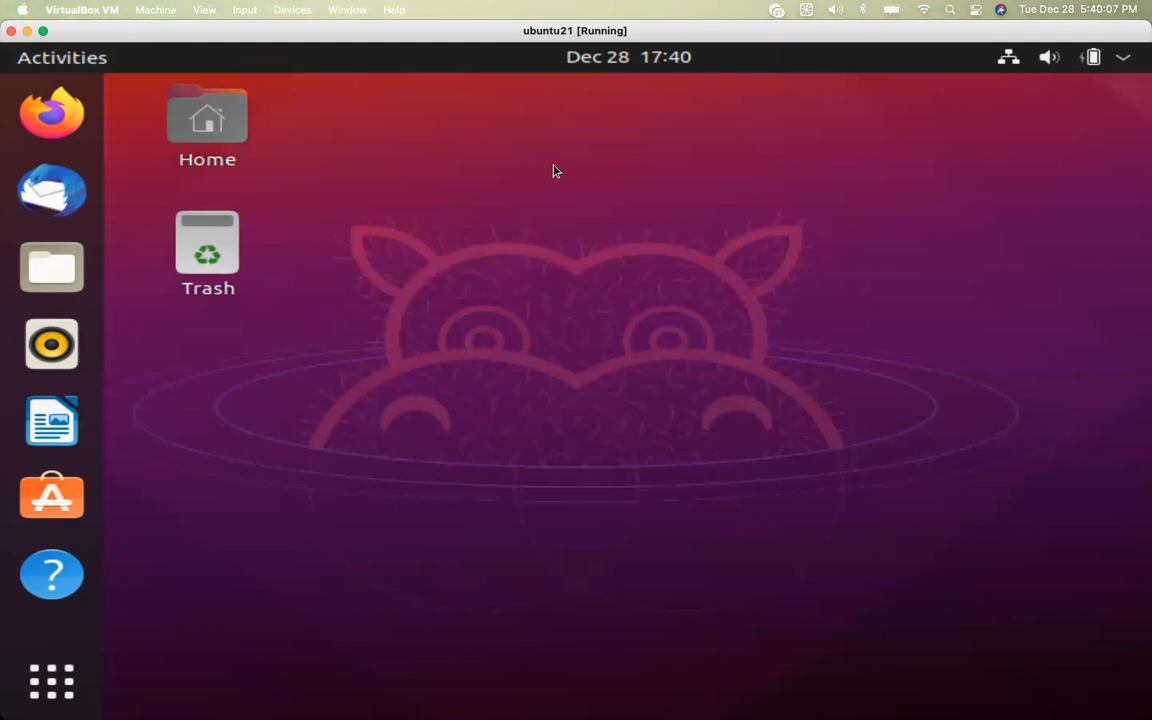 VirtualBox VM Machine View Input Devices Window Help Tue Dec 28 5:40:07 PM
ubuntu21 [Running]
Activities Dec 28 17:40
Home
Trash